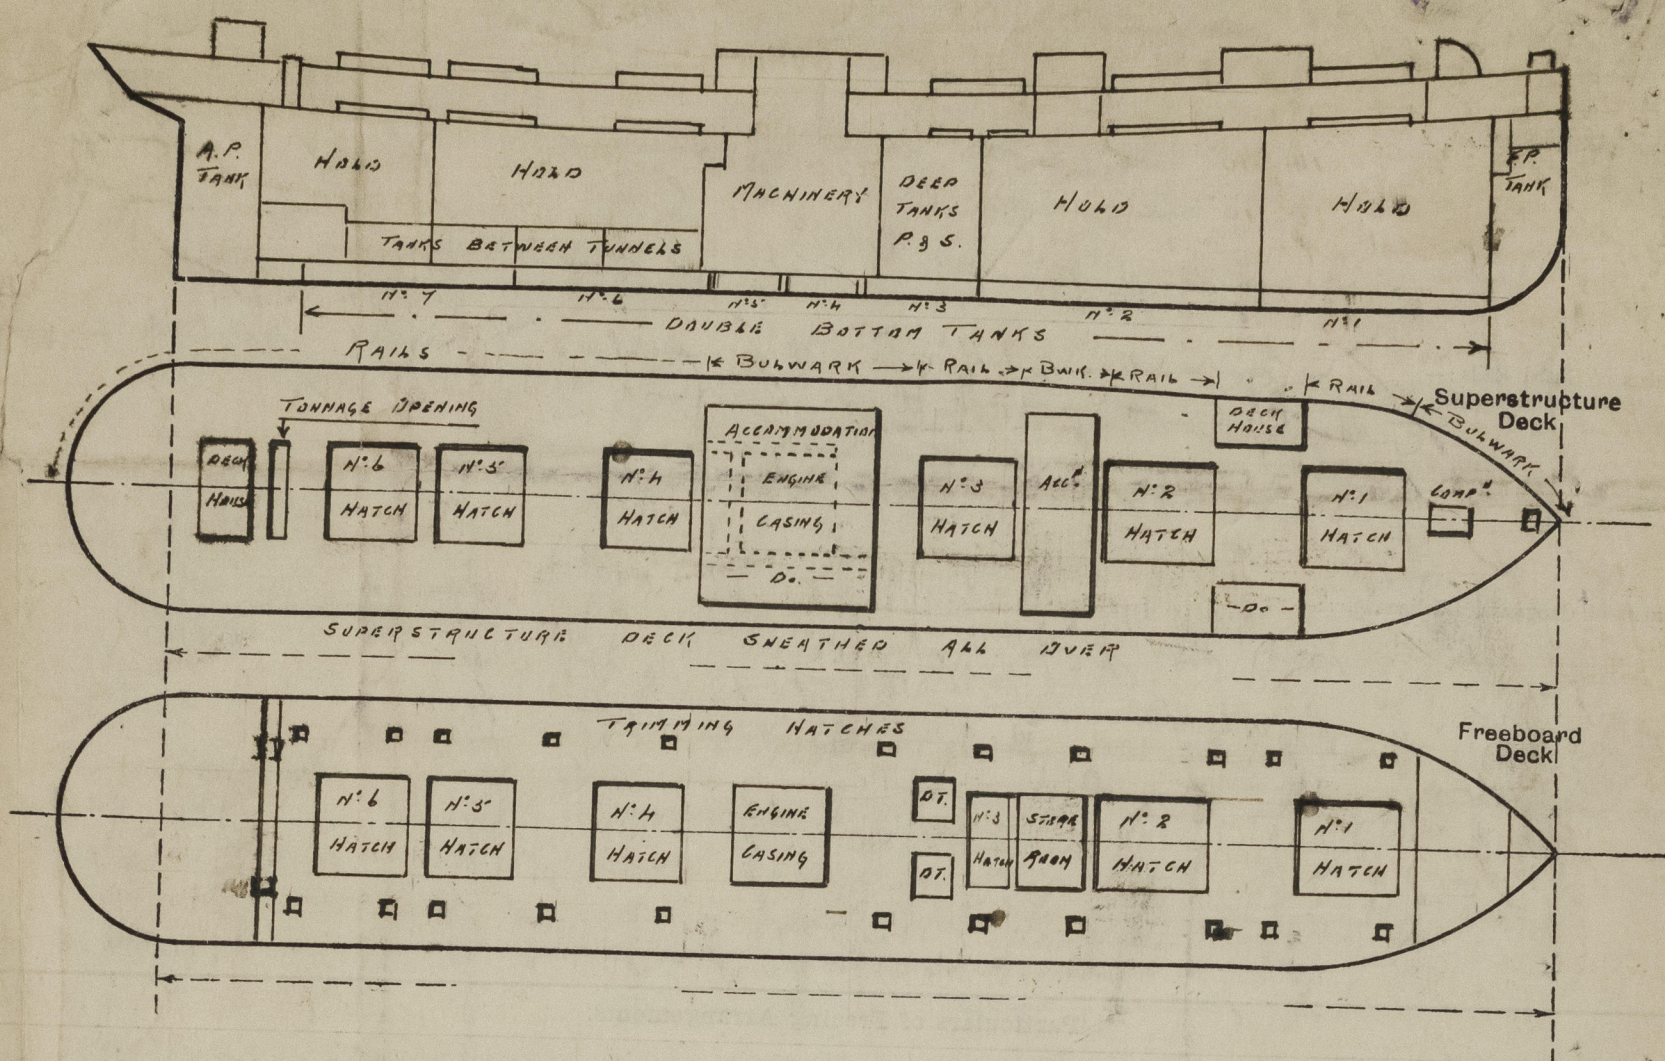 A.P. TANK
HOLD
HOLD
MACHINERY
DEEP TANKS P. & S.
HOLD
HOLD
F.P. TANK
TANKS BETWEEN TUNNELS
No. 7
No. 6
No. 5
No. 4
No. 3
No. 2
No. 1
DOUBLE BOTTOM TANKS
RAILS
BULWARK
RAIL
BWK.
RAIL
RAIL
BULWARK
Superstructure
Deck
TONNAGE OPENING
DECK HOUSE
No. 6 HATCH
No. 5 HATCH
No. 4 HATCH
ACCOMMODATION
ENGINE CASING
Do.
No. 3 HATCH
ACCn.
No. 2 HATCH
DECK HOUSE
Do
No. 1 HATCH
COMPn.
SUPERSTRUCTURE DECK SHEATHED ALL OVER
TRIMMING HATCHES
Freeboard
Deck
No. 6 HATCH
No. 5 HATCH
No. 4 HATCH
ENGINE CASING
DT.
DT.
No. 3 HATCH
STORE ROOM
No. 2 HATCH
No. 1 HATCH